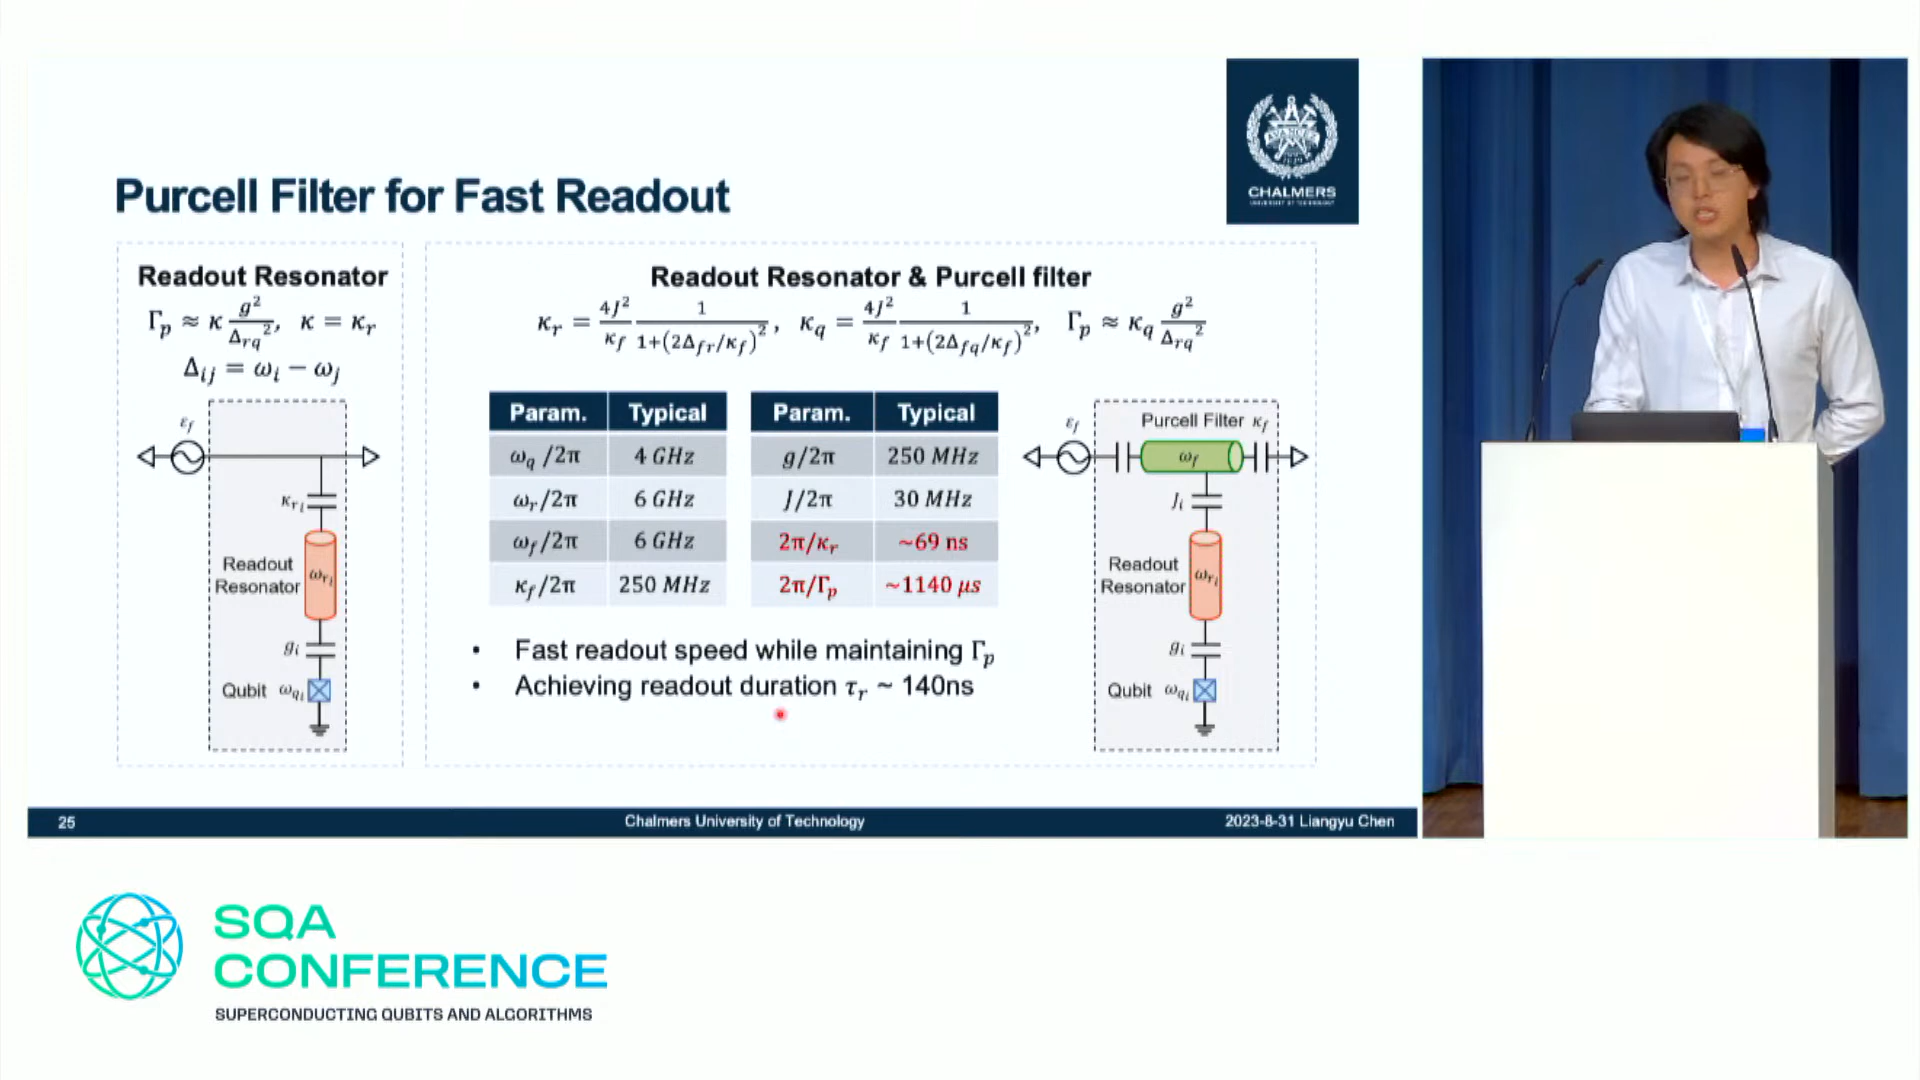 CHALMERS
Purcell Filter for Fast Readout
Readout Resonator
Γp ≈ κ g²/Δrq², κ = κr
Δij = ωi − ωj
εf
κri
Readout
Resonator
ωri
gi
Qubit ωqi
Readout Resonator & Purcell filter
κr = 4J²/κf 1/(1+(2Δfr/κf)²), κq = 4J²/κf 1/(1+(2Δfq/κf)²), Γp ≈ κq g²/Δrq²
Param. Typical
ωq/2π 4 GHz
ωr/2π 6 GHz
ωf/2π 6 GHz
κf/2π 250 MHz
Param. Typical
g/2π 250 MHz
J/2π 30 MHz
2π/κr ~69 ns
2π/Γp ~1140 μs
• Fast readout speed while maintaining Γp
• Achieving readout duration τr ~ 140ns
Purcell Filter κf
εf
ωf
Ji
Readout
Resonator
ωri
gi
Qubit ωqi
25
Chalmers University of Technology
2023-8-31 Liangyu Chen
SQA
CONFERENCE
SUPERCONDUCTING QUBITS AND ALGORITHMS